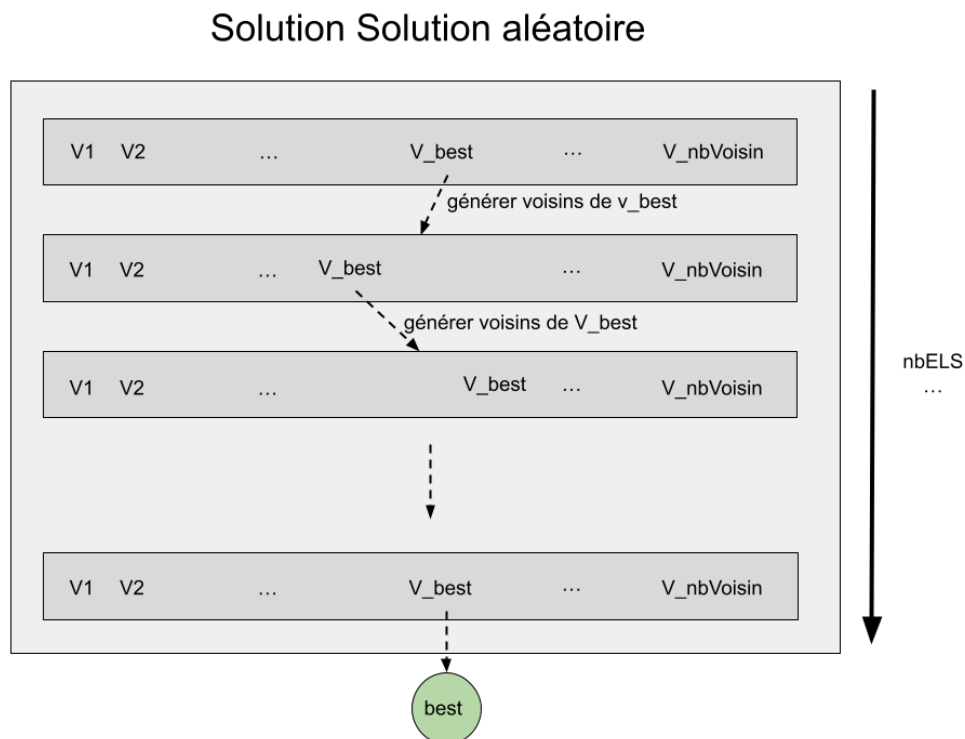 Solution Solution aléatoire
V1 V2 … V_best … V_nbVoisin
générer voisins de v_best
V1 V2 … V_best … V_nbVoisin
générer voisins de V_best
V1 V2 … V_best … V_nbVoisin
nbELS
…
V1 V2 … V_best … V_nbVoisin
best